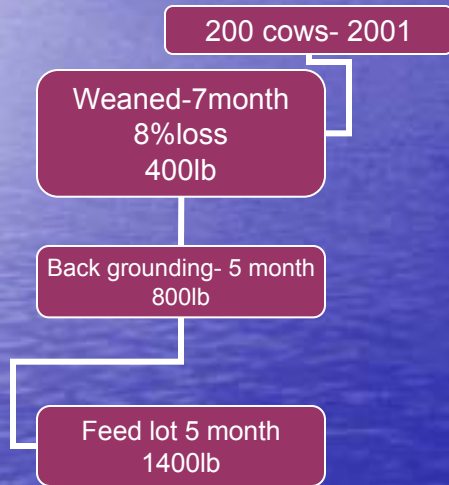 200 cows- 2001
Weaned-7month
8%loss
400lb
Back grounding- 5 month
800lb
Feed lot 5 month
1400lb